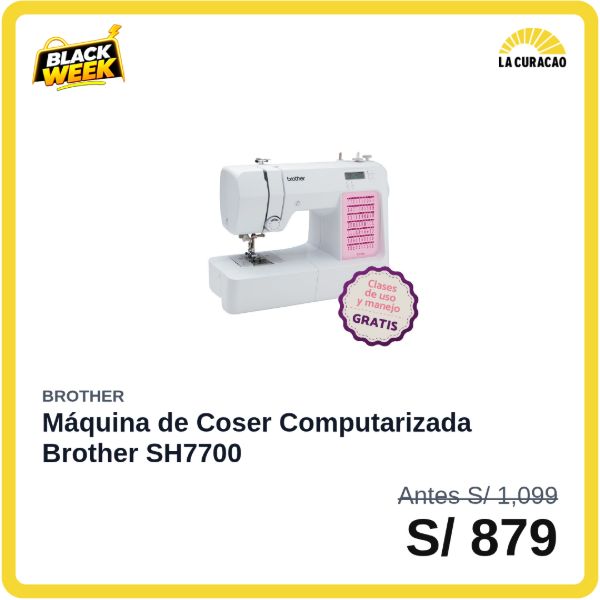 BLACK
WEEK
LA CURACAO
brother
Clases
de uso
y manejo
GRATIS
BROTHER
Máquina de Coser Computarizada
Brother SH7700
Antes S/ 1,099
S/ 879